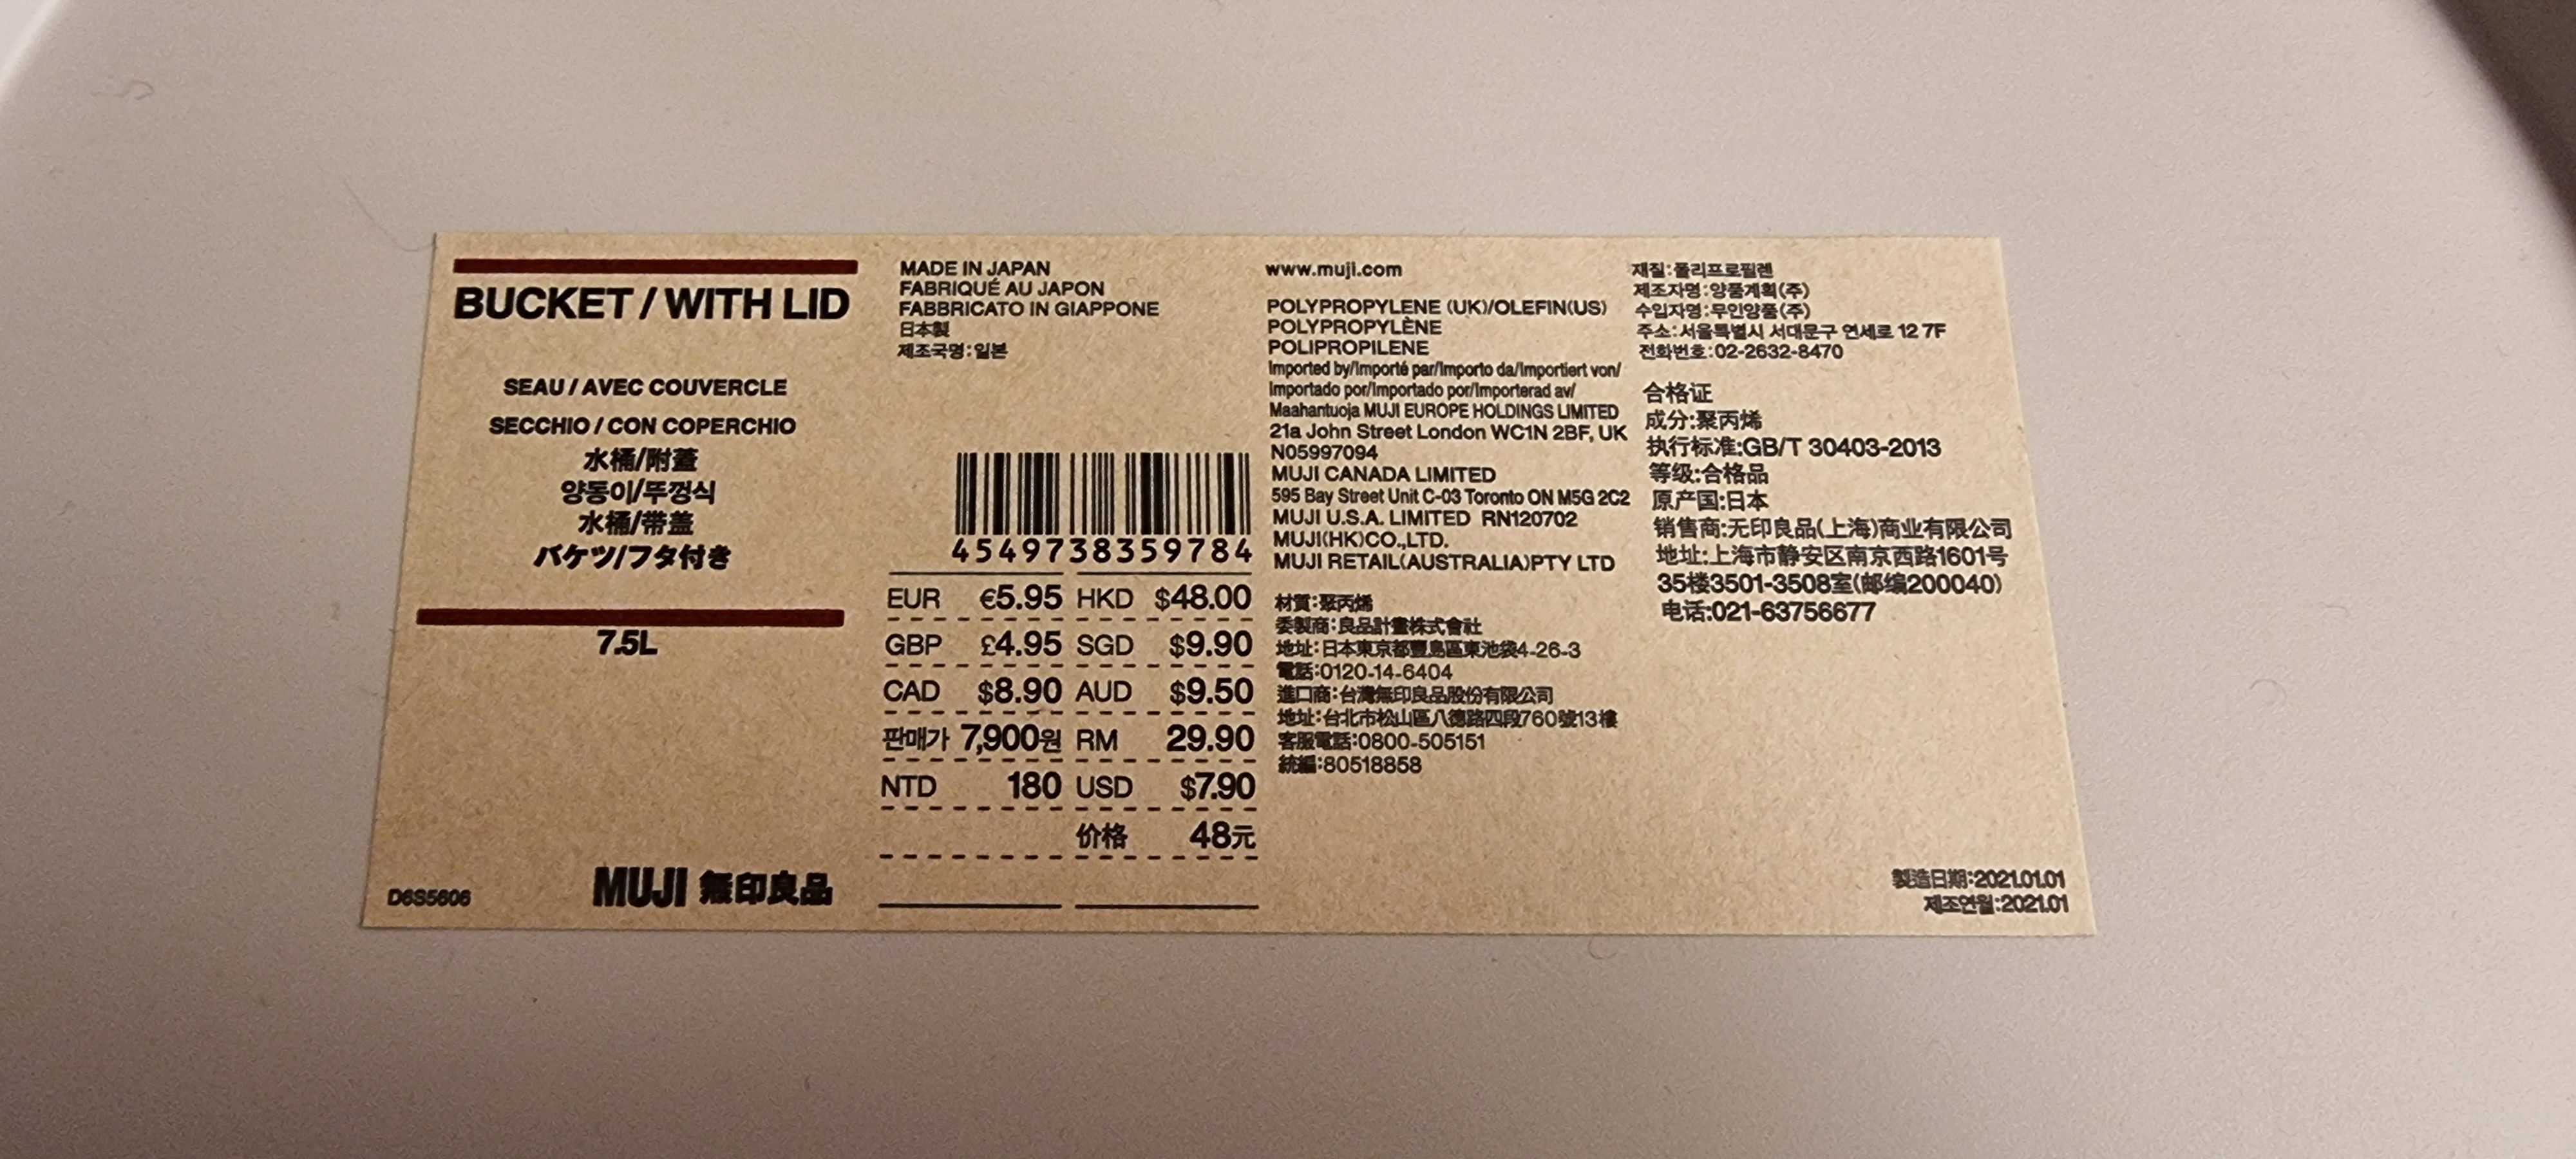 BUCKET / WITH LID
SEAU / AVEC COUVERCLE
SECCHIO / CON COPERCHIO
水桶/附蓋
양동이/뚜껑식
水桶/带盖
バケツ/フタ付き
7.5L
D6S5606
MUJI 無印良品
MADE IN JAPAN
FABRIQUÉ AU JAPON
FABBRICATO IN GIAPPONE
日本製
제조국명:일본
4549738359784
EUR €5.95 HKD $48.00
GBP £4.95 SGD $9.90
CAD $8.90 AUD $9.50
판매가 7,900원 RM 29.90
NTD 180 USD $7.90
价格 48元
www.muji.com
POLYPROPYLENE (UK)/OLEFIN(US)
POLYPROPYLÈNE
POLIPROPILENE
Imported by/Importé par/Importo da/Importiert von/
Importado por/Importado por/Importerad av/
Maahantuoja MUJI EUROPE HOLDINGS LIMITED
21a John Street London WC1N 2BF, UK
N05997094
MUJI CANADA LIMITED
595 Bay Street Unit C-03 Toronto ON M5G 2C2
MUJI U.S.A. LIMITED RN120702
MUJI(HK)CO.,LTD.
MUJI RETAIL(AUSTRALIA)PTY LTD
材質:聚丙烯
委製商:良品計畫株式會社
地址:日本東京都豐島區東池袋4-26-3
電話:0120-14-6404
進口商:台灣無印良品股份有限公司
地址:台北市松山區八德路四段760號13樓
客服電話:0800-505151
統編:80518858
재질:폴리프로필렌
제조자명:양품계획(주)
수입자명:무인양품(주)
주소:서울특별시 서대문구 연세로 12 7F
전화번호:02-2632-8470
合格证
成分:聚丙烯
执行标准:GB/T 30403-2013
等级:合格品
原产国:日本
销售商:无印良品(上海)商业有限公司
地址:上海市静安区南京西路1601号
35楼3501-3508室(邮编200040)
电话:021-63756677
製造日期:2021.01.01
제조연월:2021.01